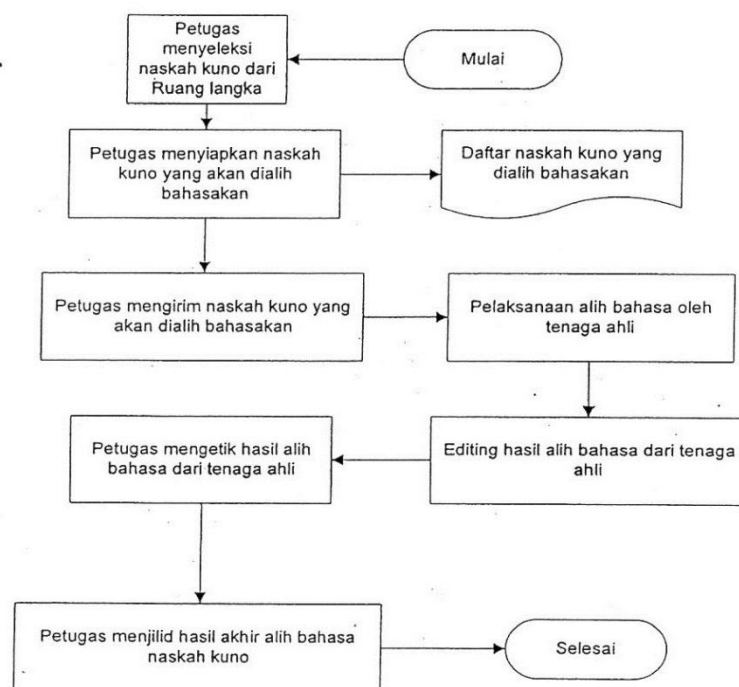 Mulai
Petugas
menyeleksi
naskah kuno dari
Ruang langka
Petugas menyiapkan naskah
kuno yang akan dialih
bahasakan
Daftar naskah kuno yang
dialih bahasakan
Petugas mengirim naskah kuno yang
akan dialih bahasakan
Pelaksanaan alih bahasa oleh
tenaga ahli
Editing hasil alih bahasa dari tenaga
ahli
Petugas mengetik hasil alih
bahasa dari tenaga ahli
Petugas menjilid hasil akhir alih bahasa
naskah kuno
Selesai